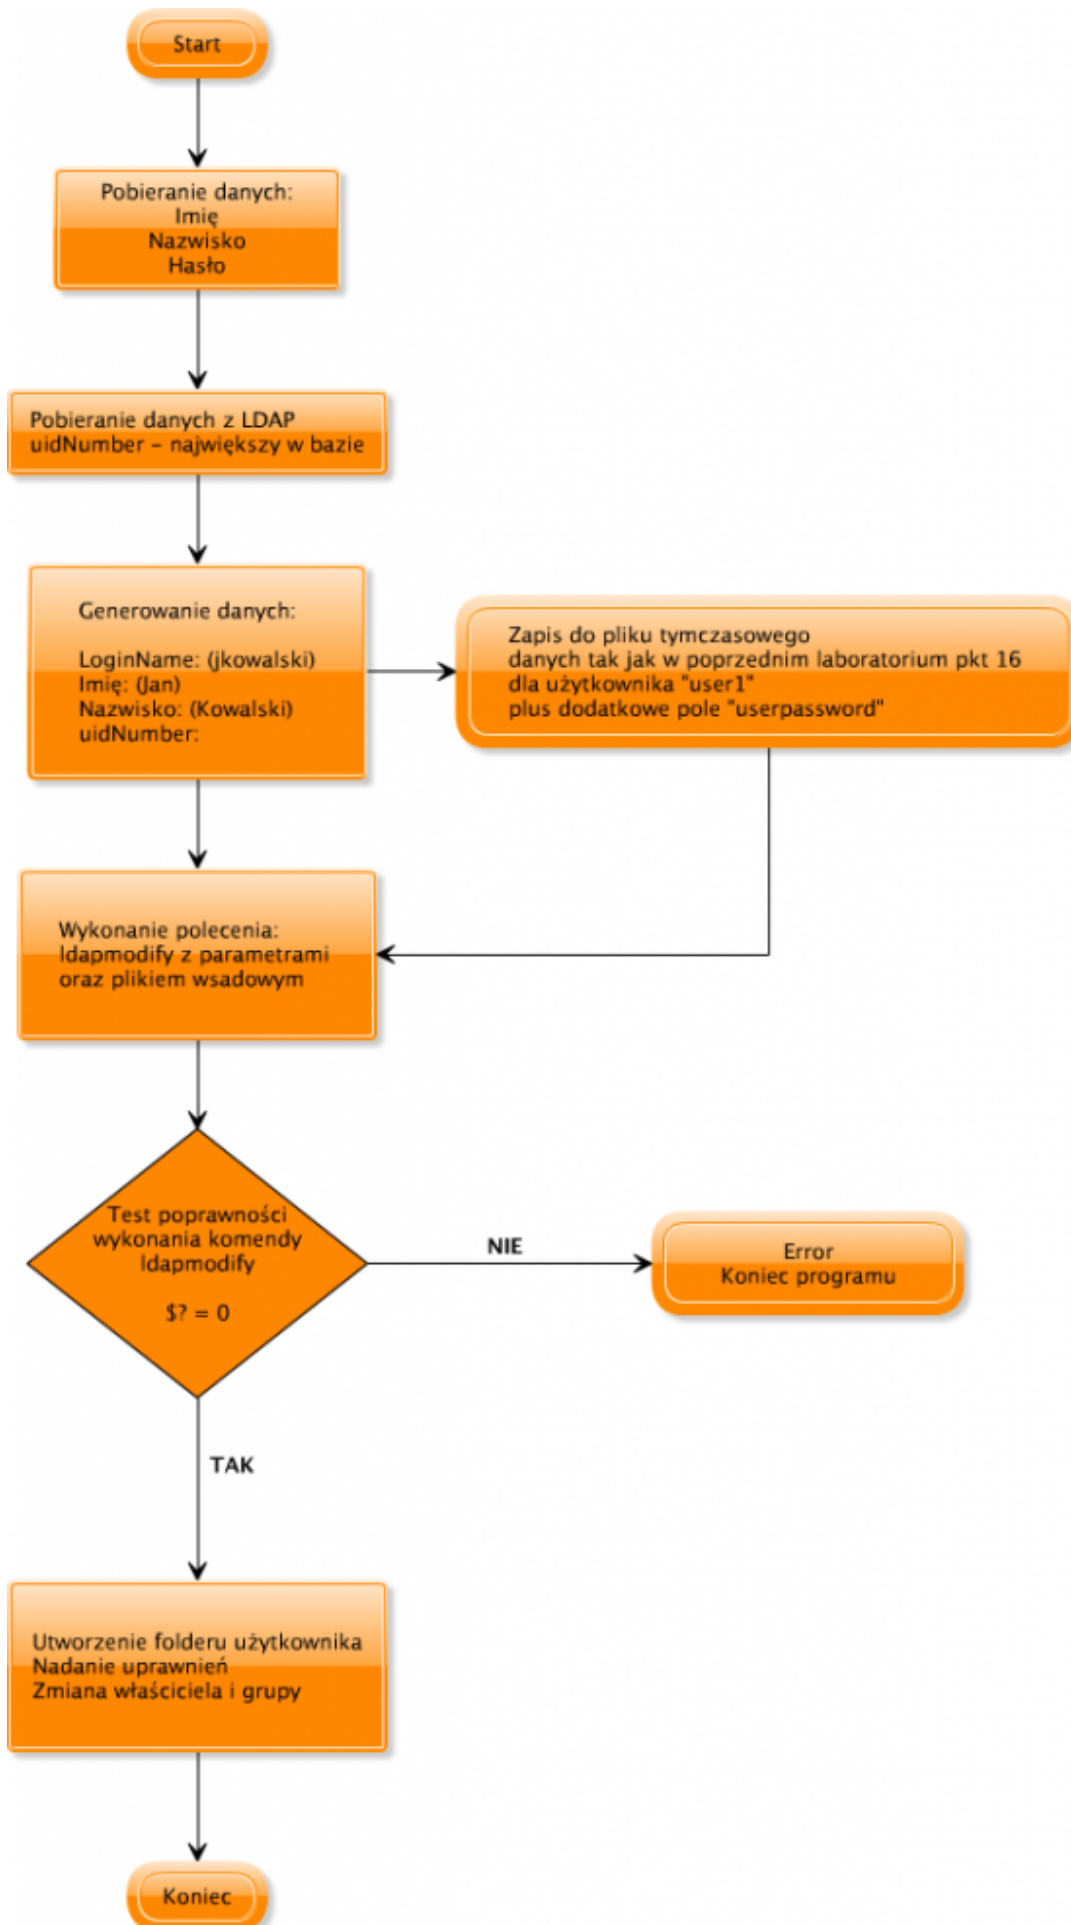 Start
Pobieranie danych:
Imię
Nazwisko
Hasło
Pobieranie danych z LDAP
uidNumber – największy w bazie
Generowanie danych:
LoginName: (jkowalski)
Imię: (Jan)
Nazwisko: (Kowalski)
uidNumber:
Zapis do pliku tymczasowego
danych tak jak w poprzednim laboratorium pkt 16
dla użytkownika "user1"
plus dodatkowe pole "userpassword"
Wykonanie polecenia:
ldapmodify z parametrami
oraz plikiem wsadowym
Test poprawności
wykonania komendy
ldapmodify
$? = 0
NIE
Error
Koniec programu
TAK
Utworzenie folderu użytkownika
Nadanie uprawnień
Zmiana właściciela i grupy
Koniec